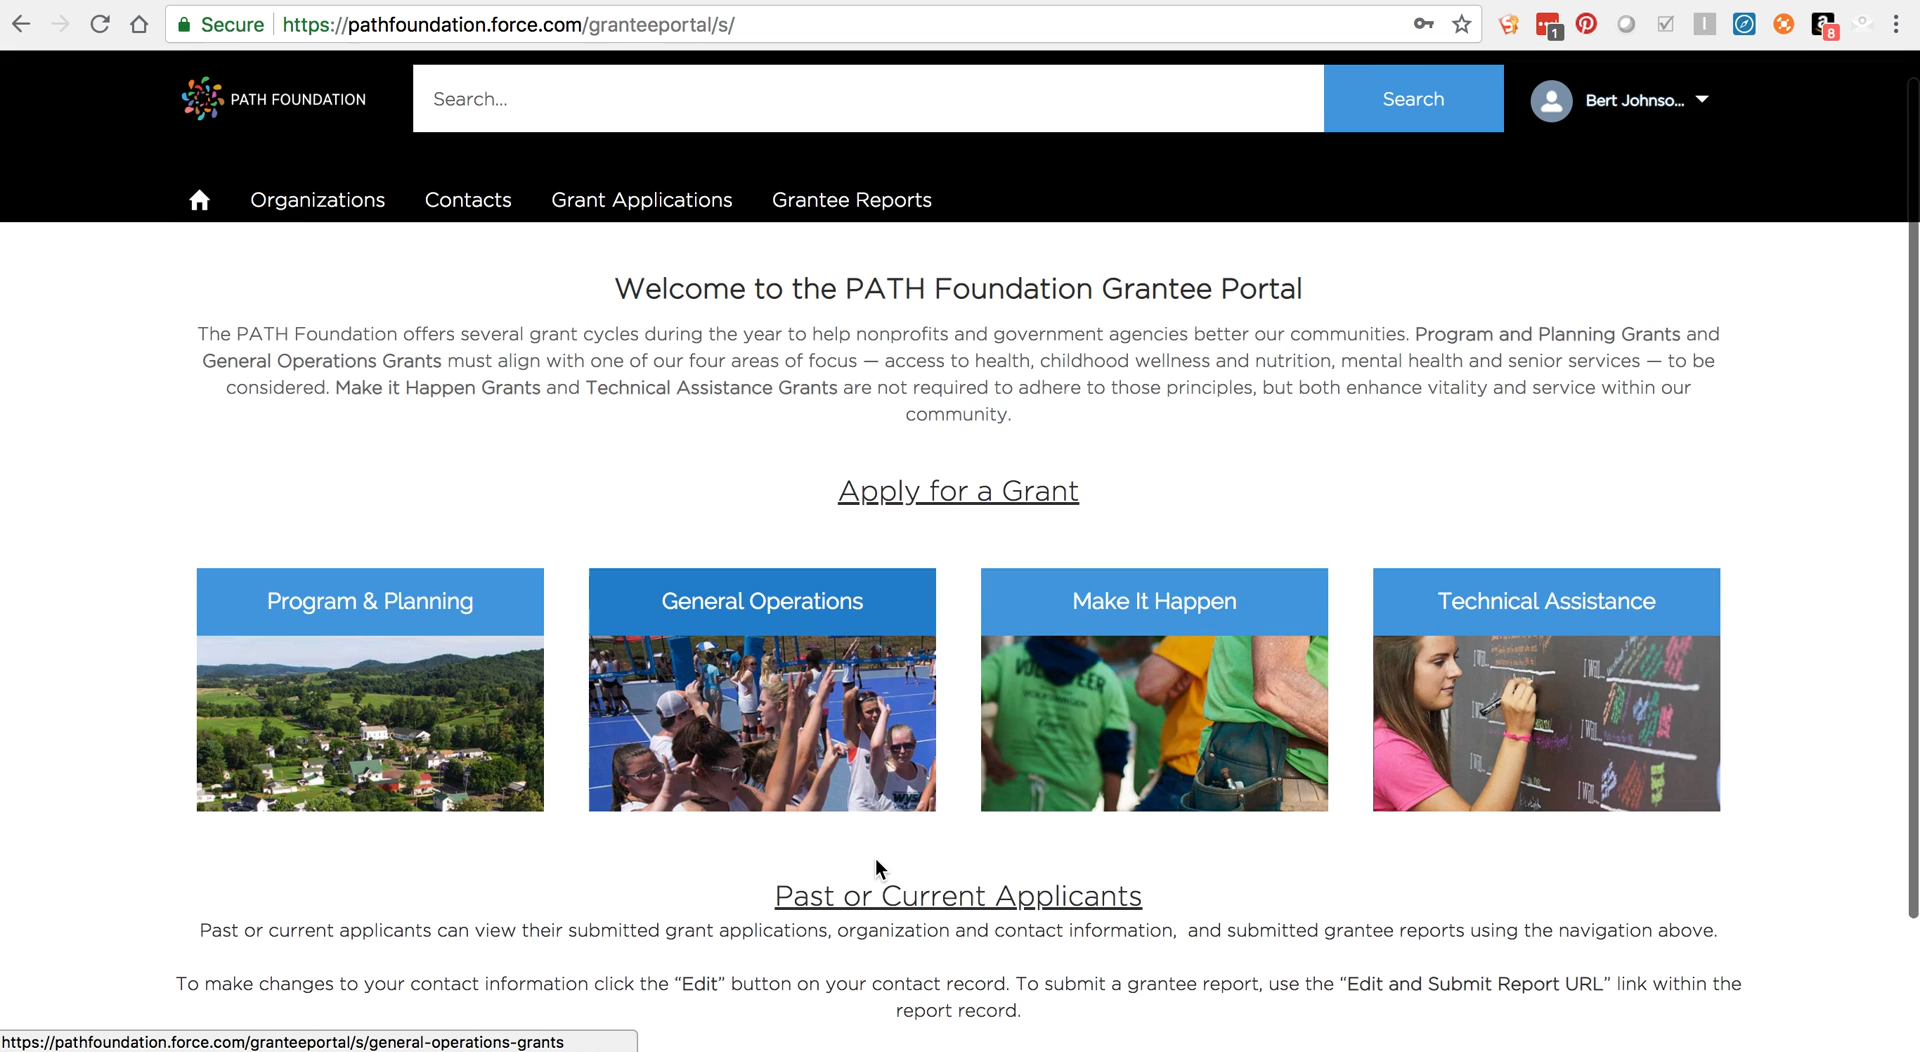 Secure https://pathfoundation.force.com/granteeportal/s/
1
8
PATH FOUNDATION
Search...
Search
Bert Johnso...
Organizations Contacts Grant Applications Grantee Reports
Welcome to the PATH Foundation Grantee Portal
The PATH Foundation offers several grant cycles during the year to help nonprofits and government agencies better our communities. Program and Planning Grants and
General Operations Grants must align with one of our four areas of focus — access to health, childhood wellness and nutrition, mental health and senior services — to be
considered. Make it Happen Grants and Technical Assistance Grants are not required to adhere to those principles, but both enhance vitality and service within our
community.
Apply for a Grant
Program & Planning
General Operations
Make It Happen
Technical Assistance
VOLUNTEER
I Will...
I Will...
I Will...
Past or Current Applicants
Past or current applicants can view their submitted grant applications, organization and contact information, and submitted grantee reports using the navigation above.
To make changes to your contact information click the “Edit” button on your contact record. To submit a grantee report, use the “Edit and Submit Report URL” link within the
report record.
https://pathfoundation.force.com/granteeportal/s/general-operations-grants